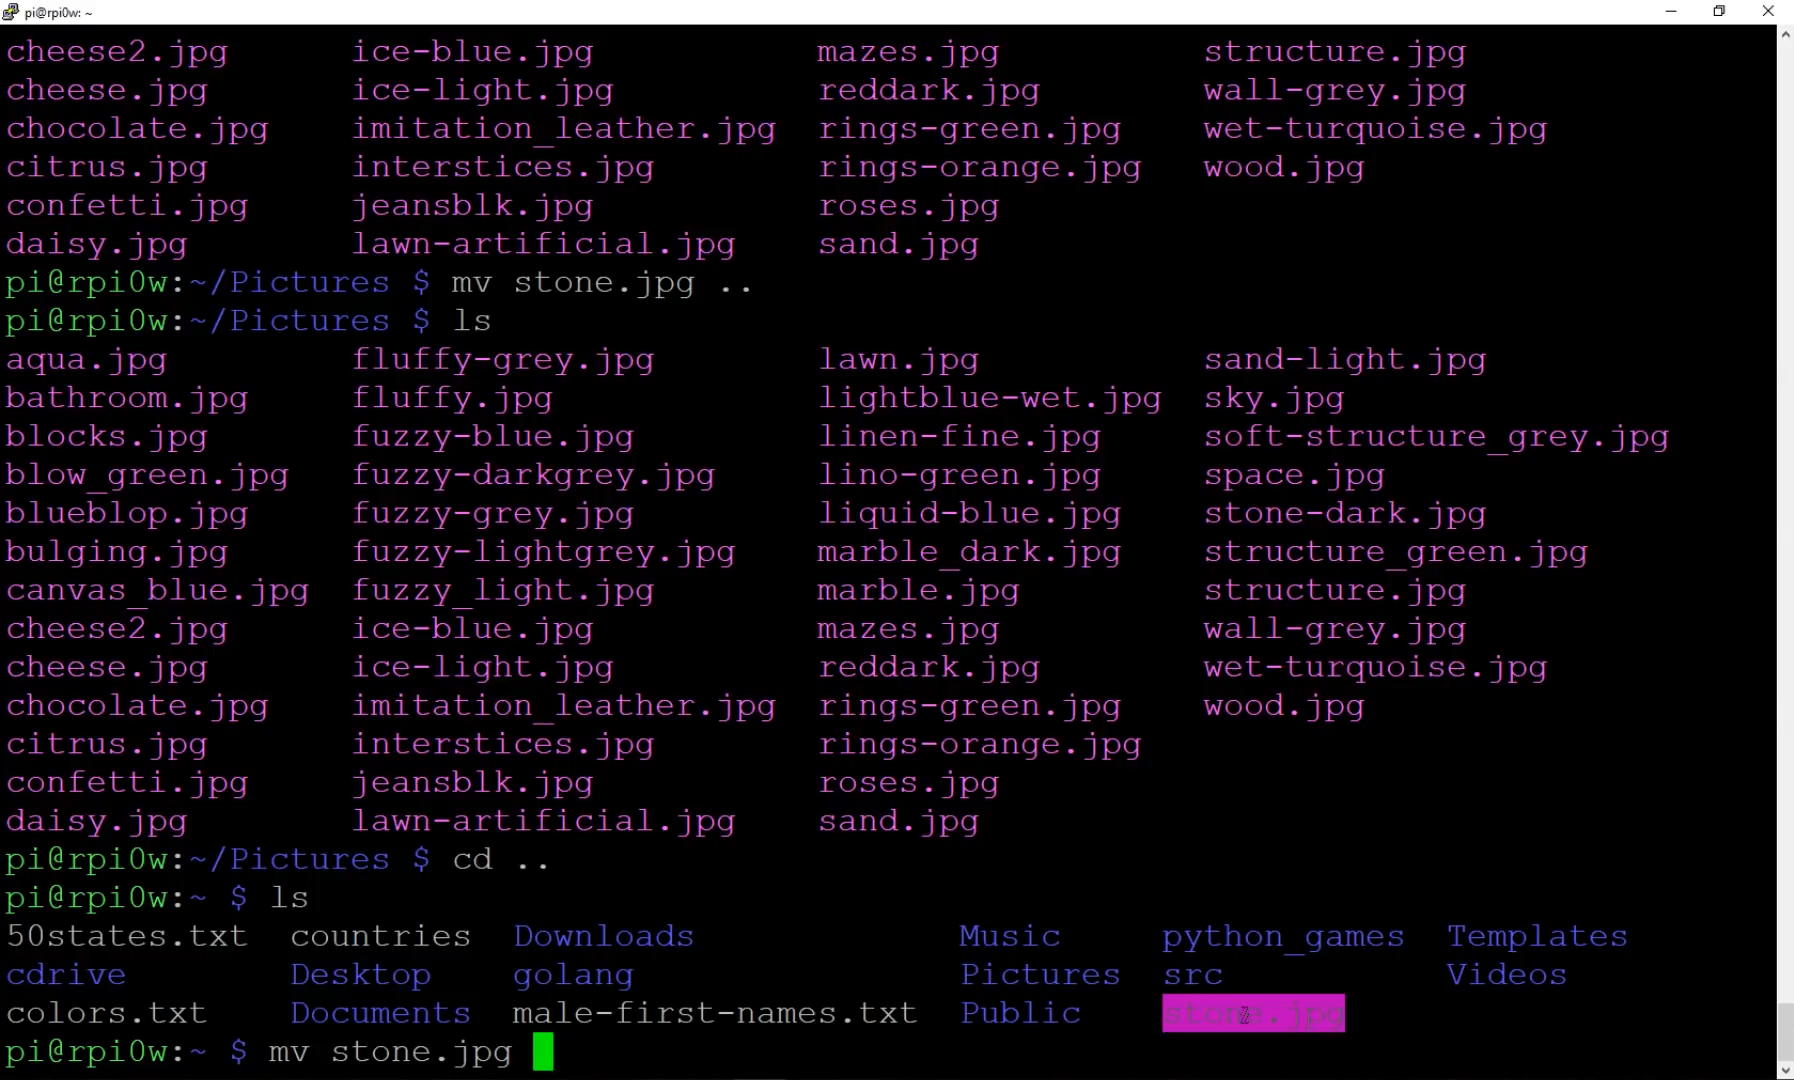 pi@rpi0w: ~
cheese2.jpg ice-blue.jpg mazes.jpg structure.jpg
cheese.jpg ice-light.jpg reddark.jpg wall-grey.jpg
chocolate.jpg imitation_leather.jpg rings-green.jpg wet-turquoise.jpg
citrus.jpg interstices.jpg rings-orange.jpg wood.jpg
confetti.jpg jeansblk.jpg roses.jpg
daisy.jpg lawn-artificial.jpg sand.jpg
pi@rpi0w:~/Pictures $ mv stone.jpg ..
pi@rpi0w:~/Pictures $ ls
aqua.jpg fluffy-grey.jpg lawn.jpg sand-light.jpg
bathroom.jpg fluffy.jpg lightblue-wet.jpg sky.jpg
blocks.jpg fuzzy-blue.jpg linen-fine.jpg soft-structure_grey.jpg
blow_green.jpg fuzzy-darkgrey.jpg lino-green.jpg space.jpg
blueblop.jpg fuzzy-grey.jpg liquid-blue.jpg stone-dark.jpg
bulging.jpg fuzzy-lightgrey.jpg marble_dark.jpg structure_green.jpg
canvas_blue.jpg fuzzy_light.jpg marble.jpg structure.jpg
cheese2.jpg ice-blue.jpg mazes.jpg wall-grey.jpg
cheese.jpg ice-light.jpg reddark.jpg wet-turquoise.jpg
chocolate.jpg imitation_leather.jpg rings-green.jpg wood.jpg
citrus.jpg interstices.jpg rings-orange.jpg
confetti.jpg jeansblk.jpg roses.jpg
daisy.jpg lawn-artificial.jpg sand.jpg
pi@rpi0w:~/Pictures $ cd ..
pi@rpi0w:~ $ ls
50states.txt countries Downloads Music python_games Templates
cdrive Desktop golang Pictures src Videos
colors.txt Documents male-first-names.txt Public stone.jpg
pi@rpi0w:~ $ mv stone.jpg